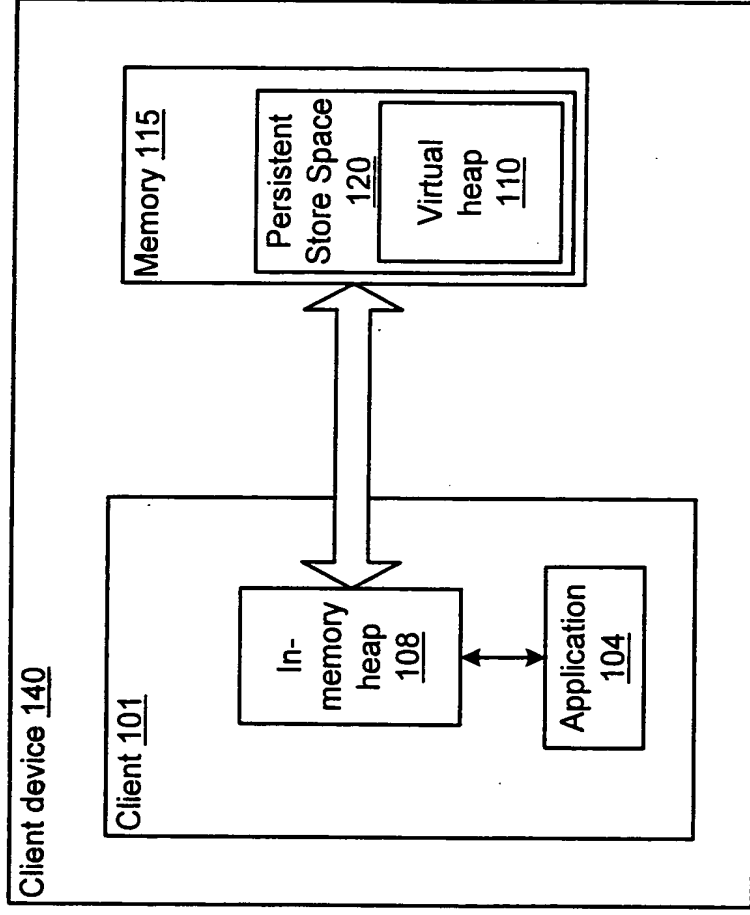 Client device 140
Client 101
In-
memory
heap
108
Application
104
Memory 115
Persistent
Store Space
120
Virtual
heap
110